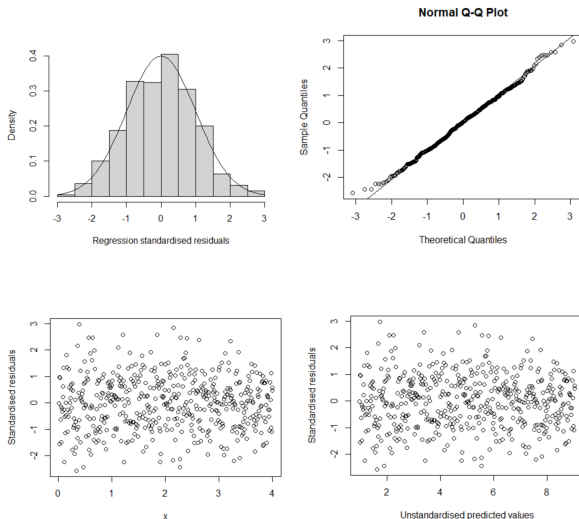 Normal Q-Q Plot
Density
0.0 0.1 0.2 0.3 0.4
-3 -2 -1 0 1 2 3
Regression standardised residuals
Sample Quantiles
-2 -1 0 1 2 3
-3 -2 -1 0 1 2 3
Theoretical Quantiles
Standardised residuals
-2 -1 0 1 2 3
0 1 2 3 4
x
Standardised residuals
-2 -1 0 1 2 3
2 4 6 8
Unstandardised predicted values